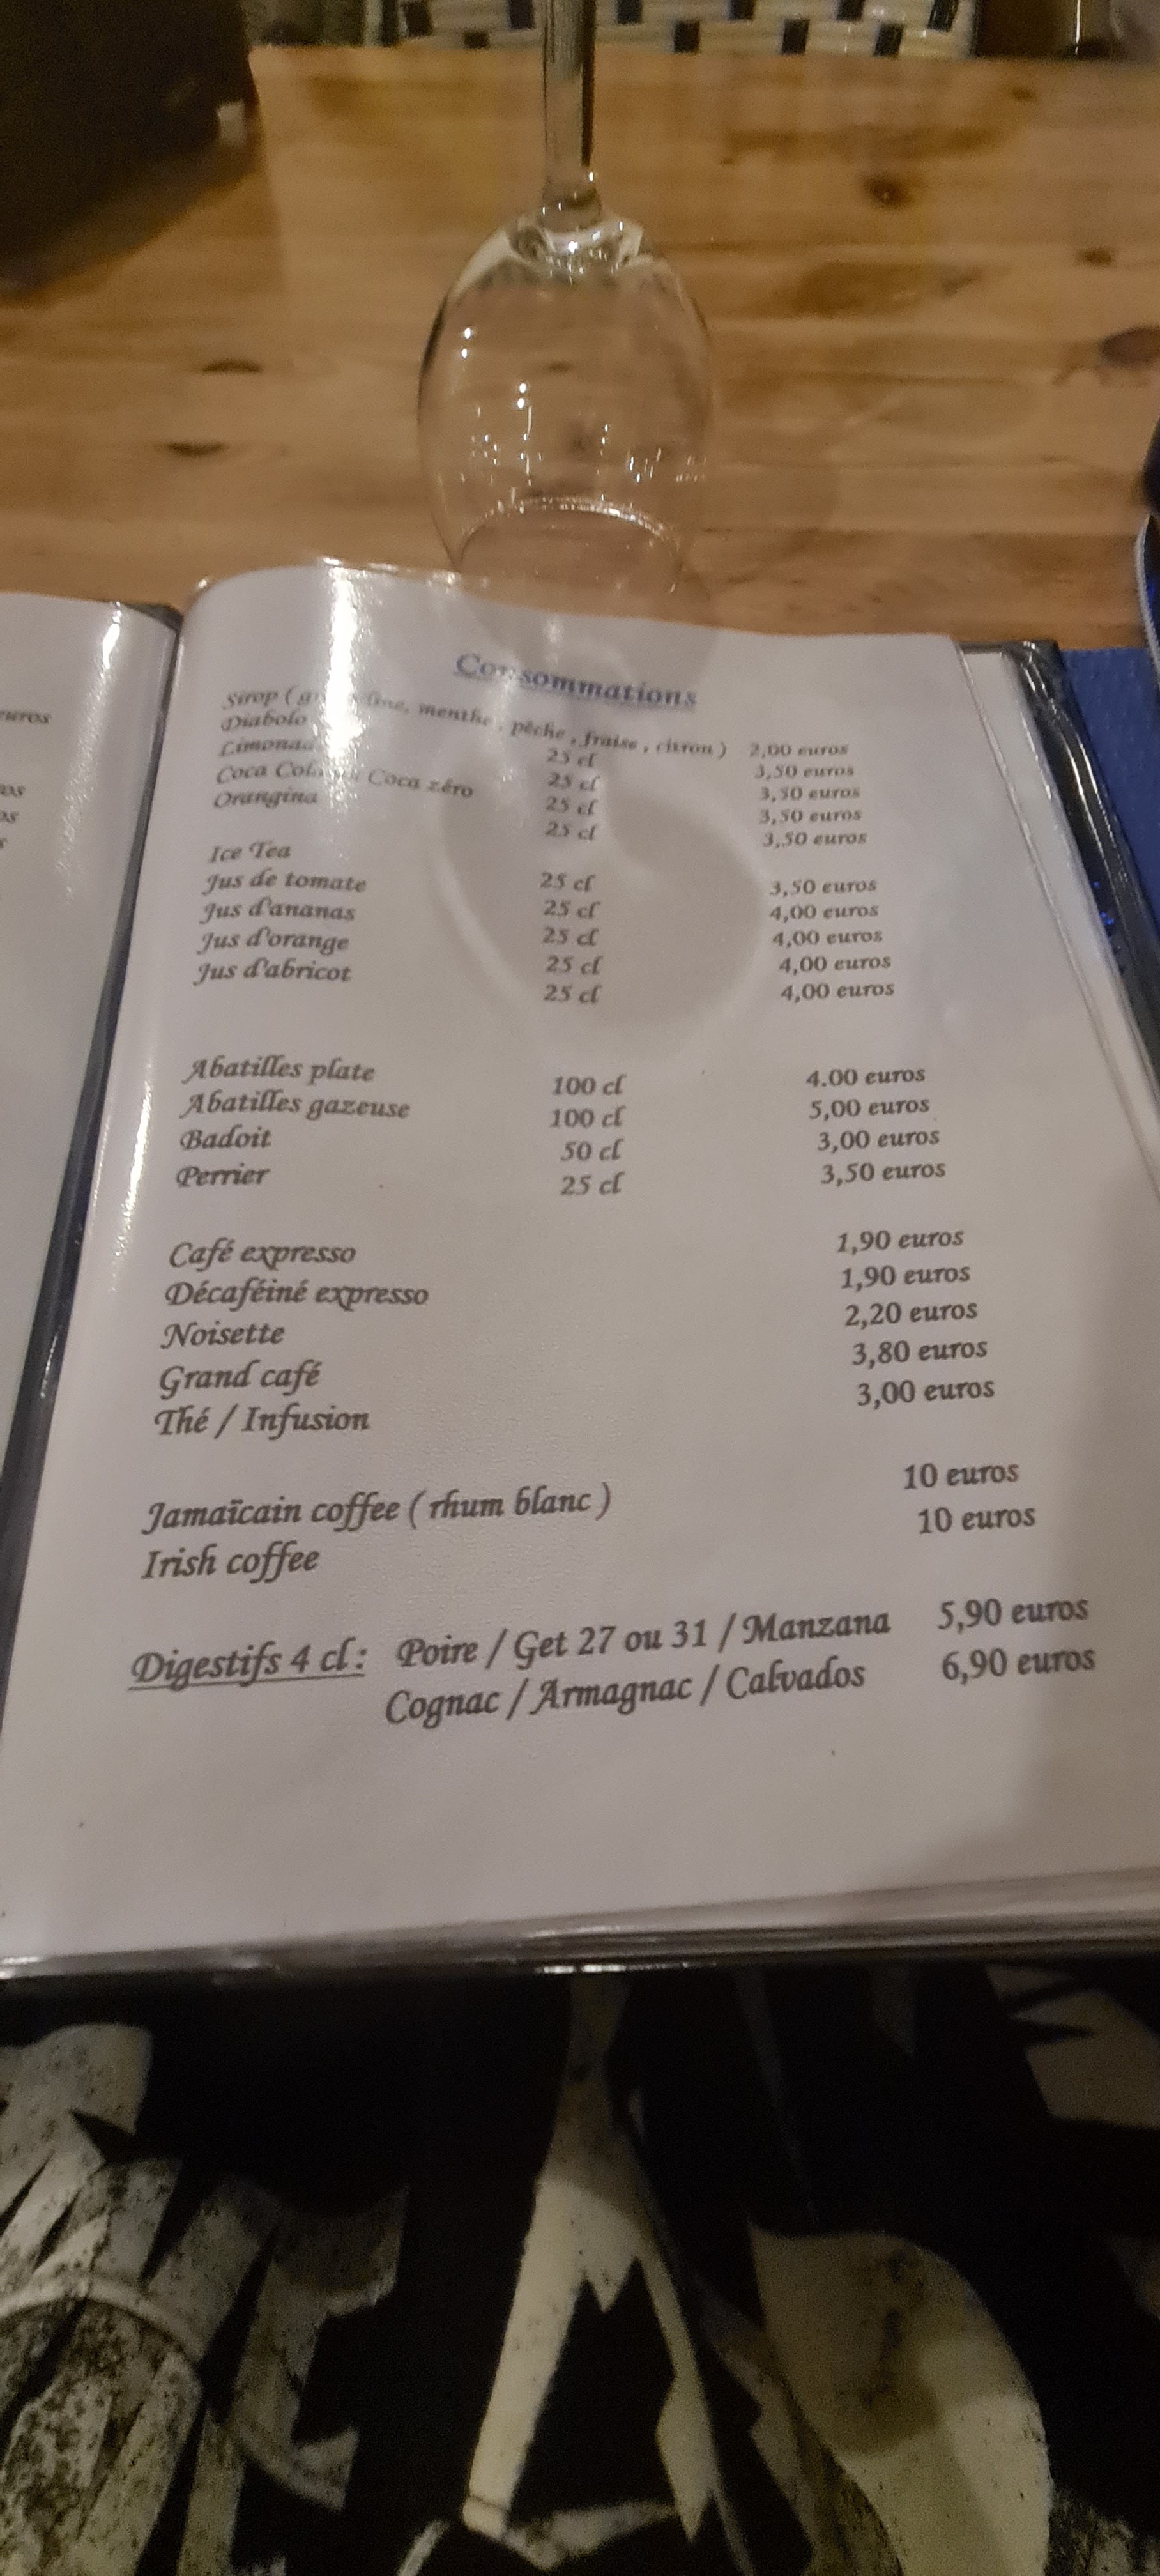 Consommations
Sirop ( menthe , pêche , fraise , citron ) 2,00 euros
Diabolo 25 cl 3,50 euros
25 cl 3,50 euros
Coca zéro 25 cl 3,50 euros
Orangina 25 cl 3,50 euros
Ice Tea 25 cl 3,50 euros
Jus de tomate 25 cl 4,00 euros
Jus d'ananas 25 cl 4,00 euros
Jus d'orange 25 cl 4,00 euros
Jus d'abricot 25 cl 4,00 euros
Abatilles plate 100 cl 4.00 euros
Abatilles gazeuse 100 cl 5,00 euros
Badoit 50 cl 3,00 euros
Perrier 25 cl 3,50 euros
Café expresso 1,90 euros
Décaféiné expresso 1,90 euros
Noisette 2,20 euros
Grand café 3,80 euros
Thé / Infusion 3,00 euros
Jamaïcain coffee ( rhum blanc ) 10 euros
Irish coffee 10 euros
Digestifs 4 cl : Poire / Get 27 ou 31 / Manzana 5,90 euros
Cognac / Armagnac / Calvados 6,90 euros